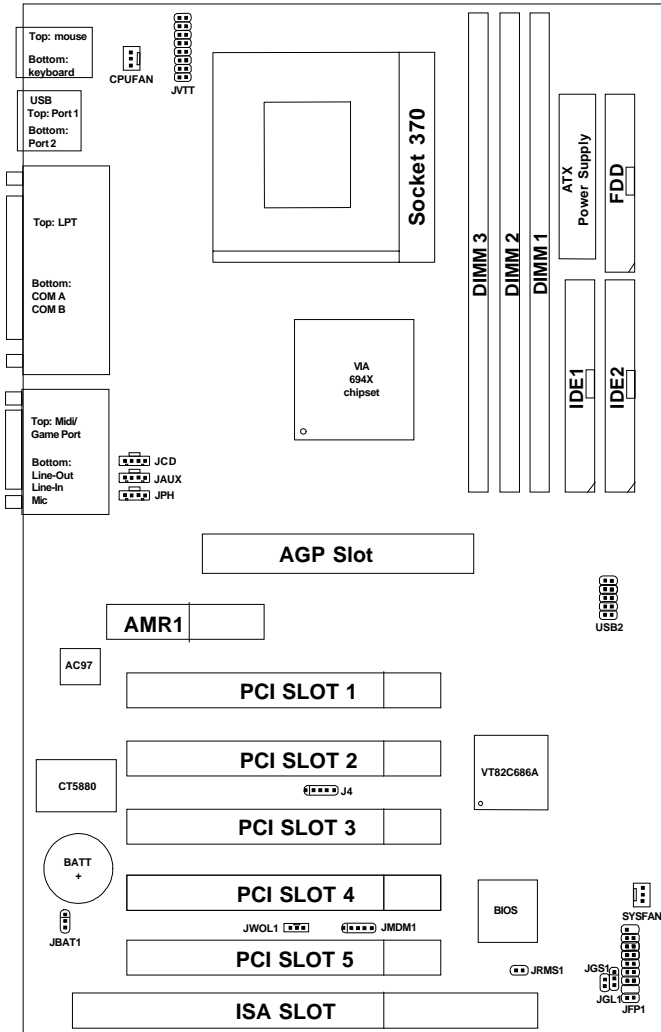 Top: mouse
Bottom:
keyboard
CPUFAN
JVTT
USB
Top: Port 1
Bottom:
Port 2
Socket 370
ATX
Power Supply
FDD
Top: LPT
Bottom:
COM A
COM B
DIMM 3
DIMM 2
DIMM 1
VIA
694X
chipset
IDE1
IDE2
Top: Midi/
Game Port
Bottom:
Line-Out
Line-In
Mic
JCD
JAUX
JPH
AGP Slot
USB2
AMR1
AC97
PCI SLOT 1
PCI SLOT 2
VT82C686A
CT5880
J4
PCI SLOT 3
BATT
+
PCI SLOT 4
BIOS
SYSFAN
JBAT1
JWOL1
JMDM1
PCI SLOT 5
JRMS1
JGS1
JGL1
JFP1
ISA SLOT